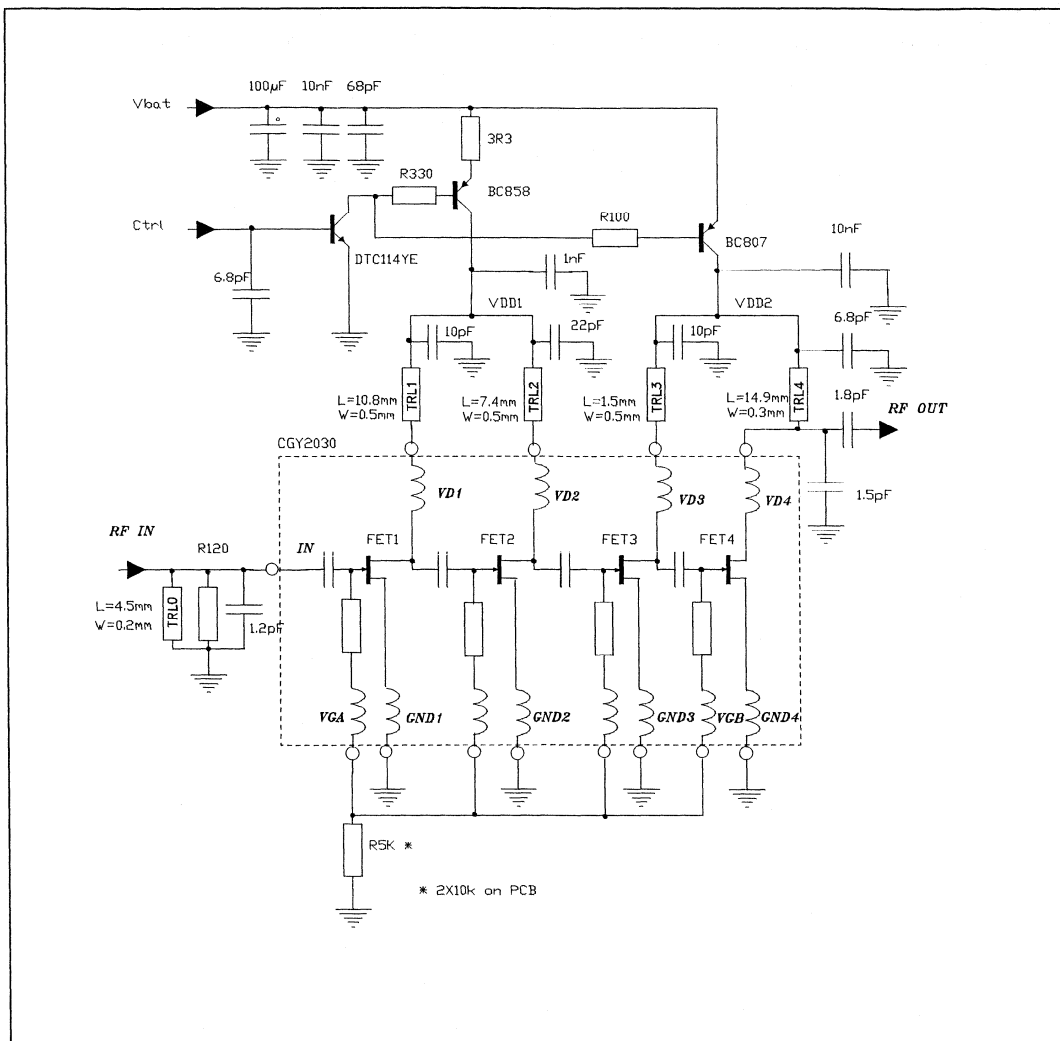 100µF 10nF 68pF
Vbat
3R3
R330
BC858
Ctrl
R100
BC807
10nF
DTC114YE
1nF
6.8pF
VDD1
VDD2
10pF
22pF
10pF
6.8pF
TRL1
L=10.8mm
W=0.5mm
TRL2
L=7.4mm
W=0.5mm
TRL3
L=1.5mm
W=0.5mm
TRL4
L=14.9mm
W=0.3mm
1.8pF
RF OUT
CGY2030
VD1
VD2
VD3
VD4
1.5pF
RF IN
R120
IN
FET1
FET2
FET3
FET4
TRL0
L=4.5mm
W=0.2mm
1.2pF
VGA
GND1
GND2
GND3
VGB
GND4
R5K *
* 2X10k on PCB